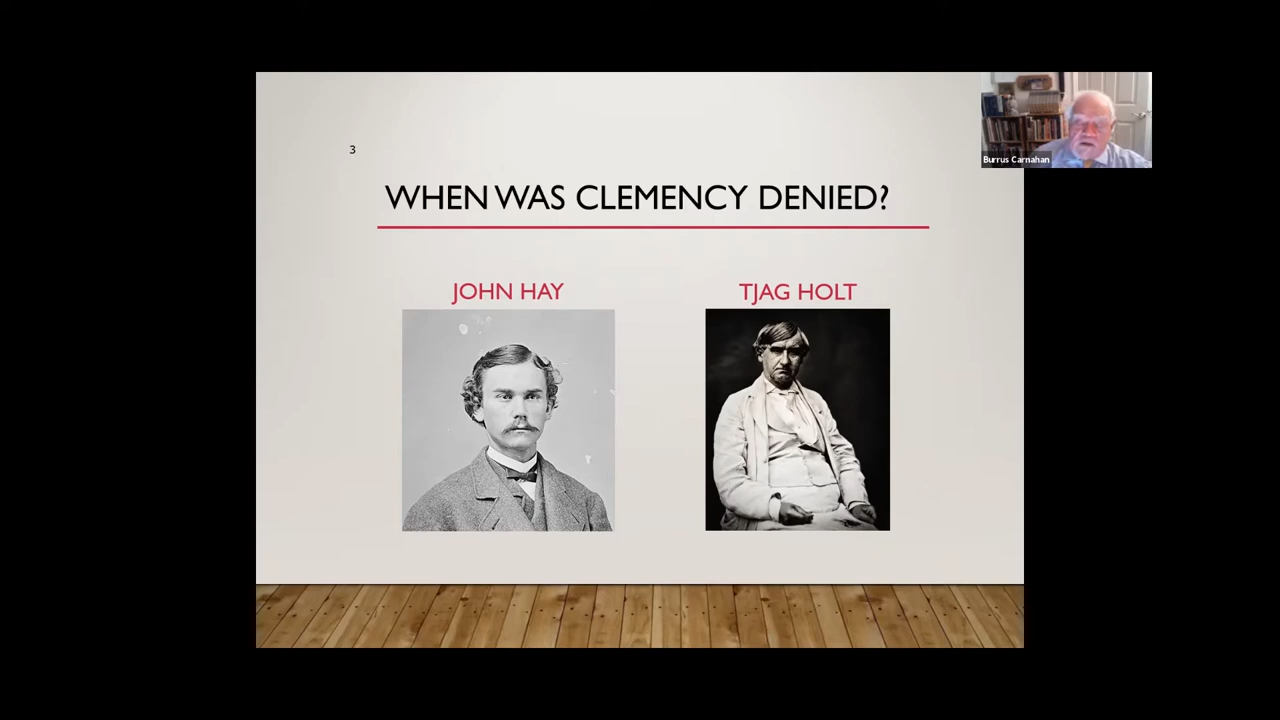 3
WHEN WAS CLEMENCY DENIED?
JOHN HAY
TJAG HOLT
Burrus Carnahan